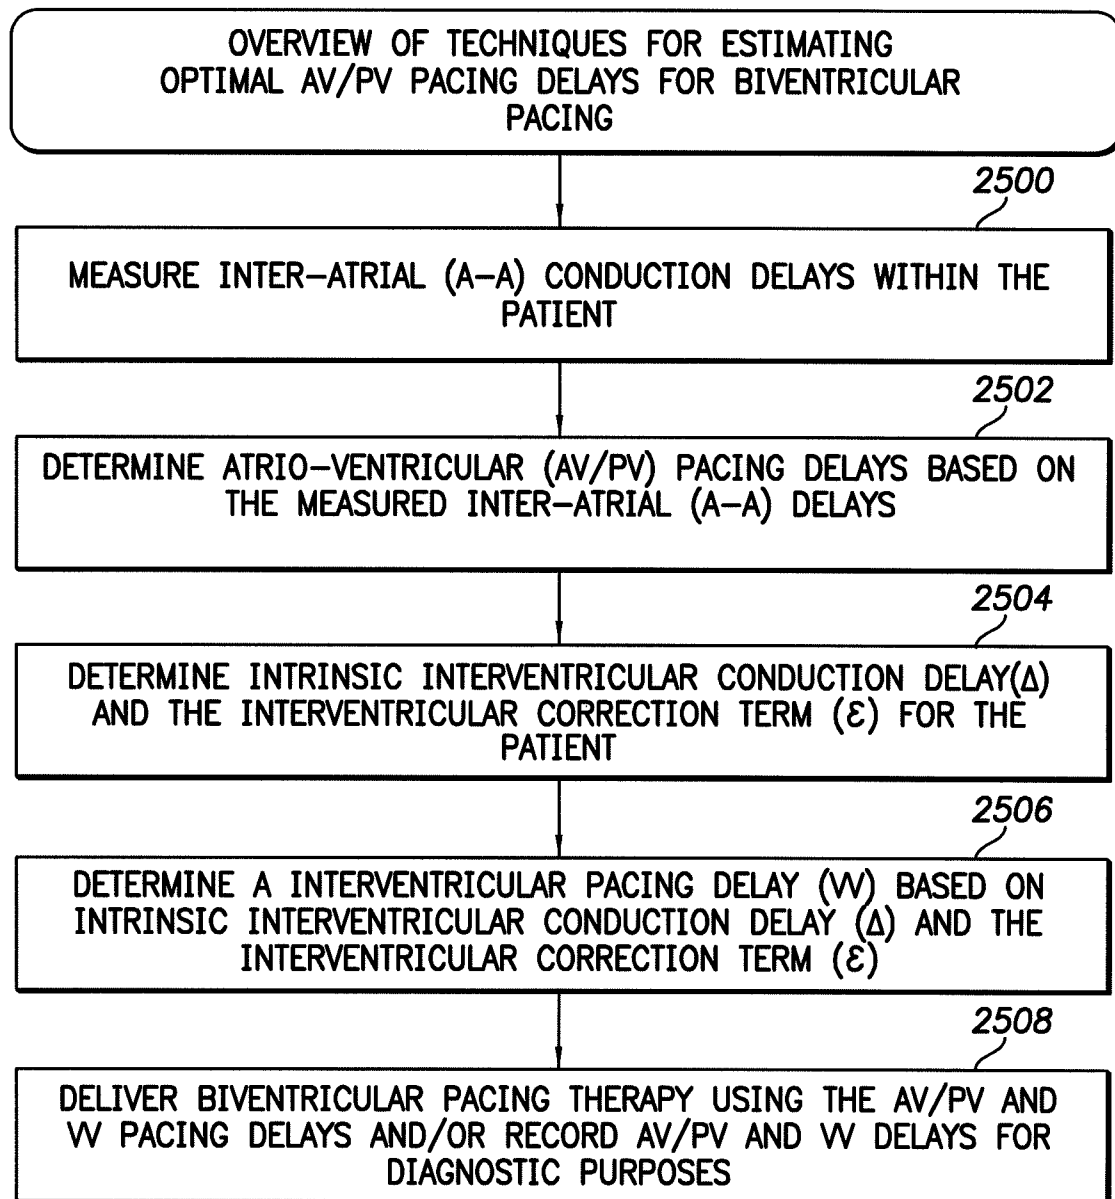 OVERVIEW OF TECHNIQUES FOR ESTIMATING
OPTIMAL AV/PV PACING DELAYS FOR BIVENTRICULAR
PACING
2500
MEASURE INTER-ATRIAL (A-A) CONDUCTION DELAYS WITHIN THE
PATIENT
2502
DETERMINE ATRIO-VENTRICULAR (AV/PV) PACING DELAYS BASED ON
THE MEASURED INTER-ATRIAL (A-A) DELAYS
2504
DETERMINE INTRINSIC INTERVENTRICULAR CONDUCTION DELAY(Δ)
AND THE INTERVENTRICULAR CORRECTION TERM (ε) FOR THE
PATIENT
2506
DETERMINE A INTERVENTRICULAR PACING DELAY (VV) BASED ON
INTRINSIC INTERVENTRICULAR CONDUCTION DELAY (Δ) AND THE
INTERVENTRICULAR CORRECTION TERM (ε)
2508
DELIVER BIVENTRICULAR PACING THERAPY USING THE AV/PV AND
VV PACING DELAYS AND/OR RECORD AV/PV AND VV DELAYS FOR
DIAGNOSTIC PURPOSES